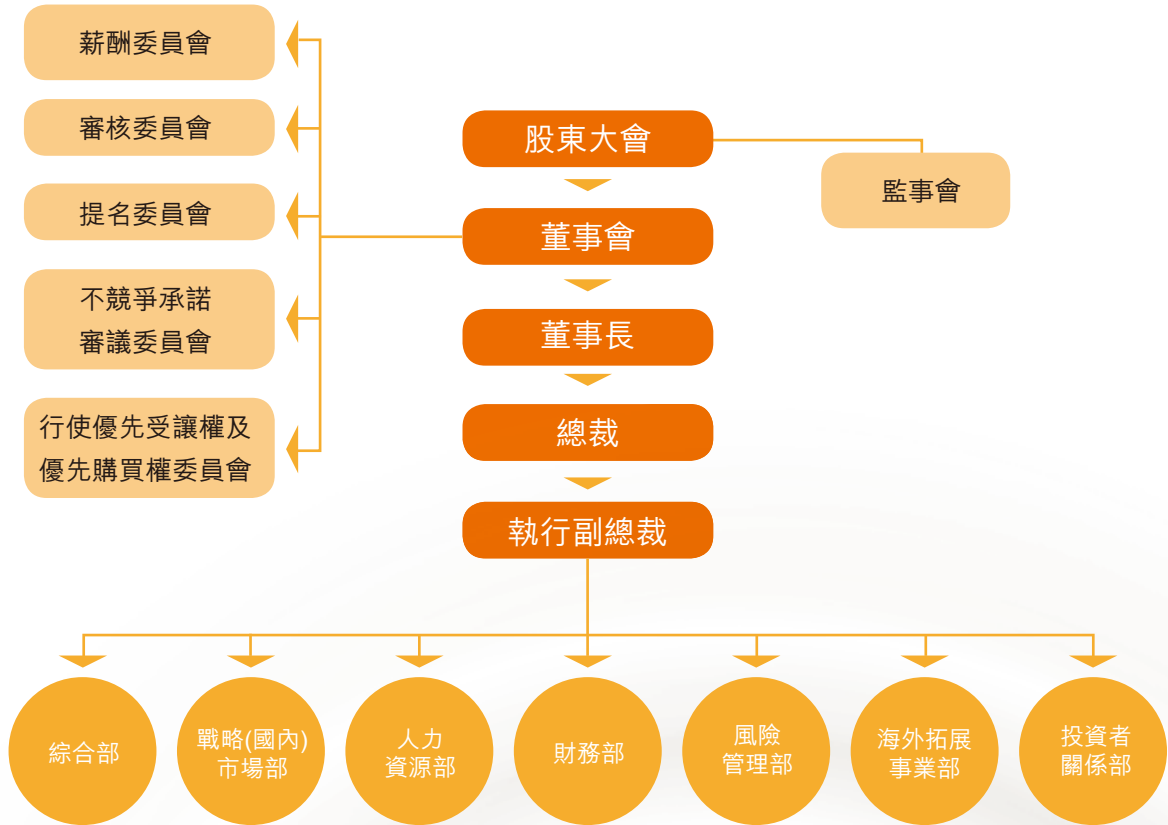 薪酬委員會
審核委員會
提名委員會
不競爭承諾
審議委員會
行使優先受讓權及
優先購買權委員會
股東大會
監事會
董事會
董事長
總裁
執行副總裁
綜合部
戰略(國內)
市場部
人力
資源部
財務部
風險
管理部
海外拓展
事業部
投資者
關係部